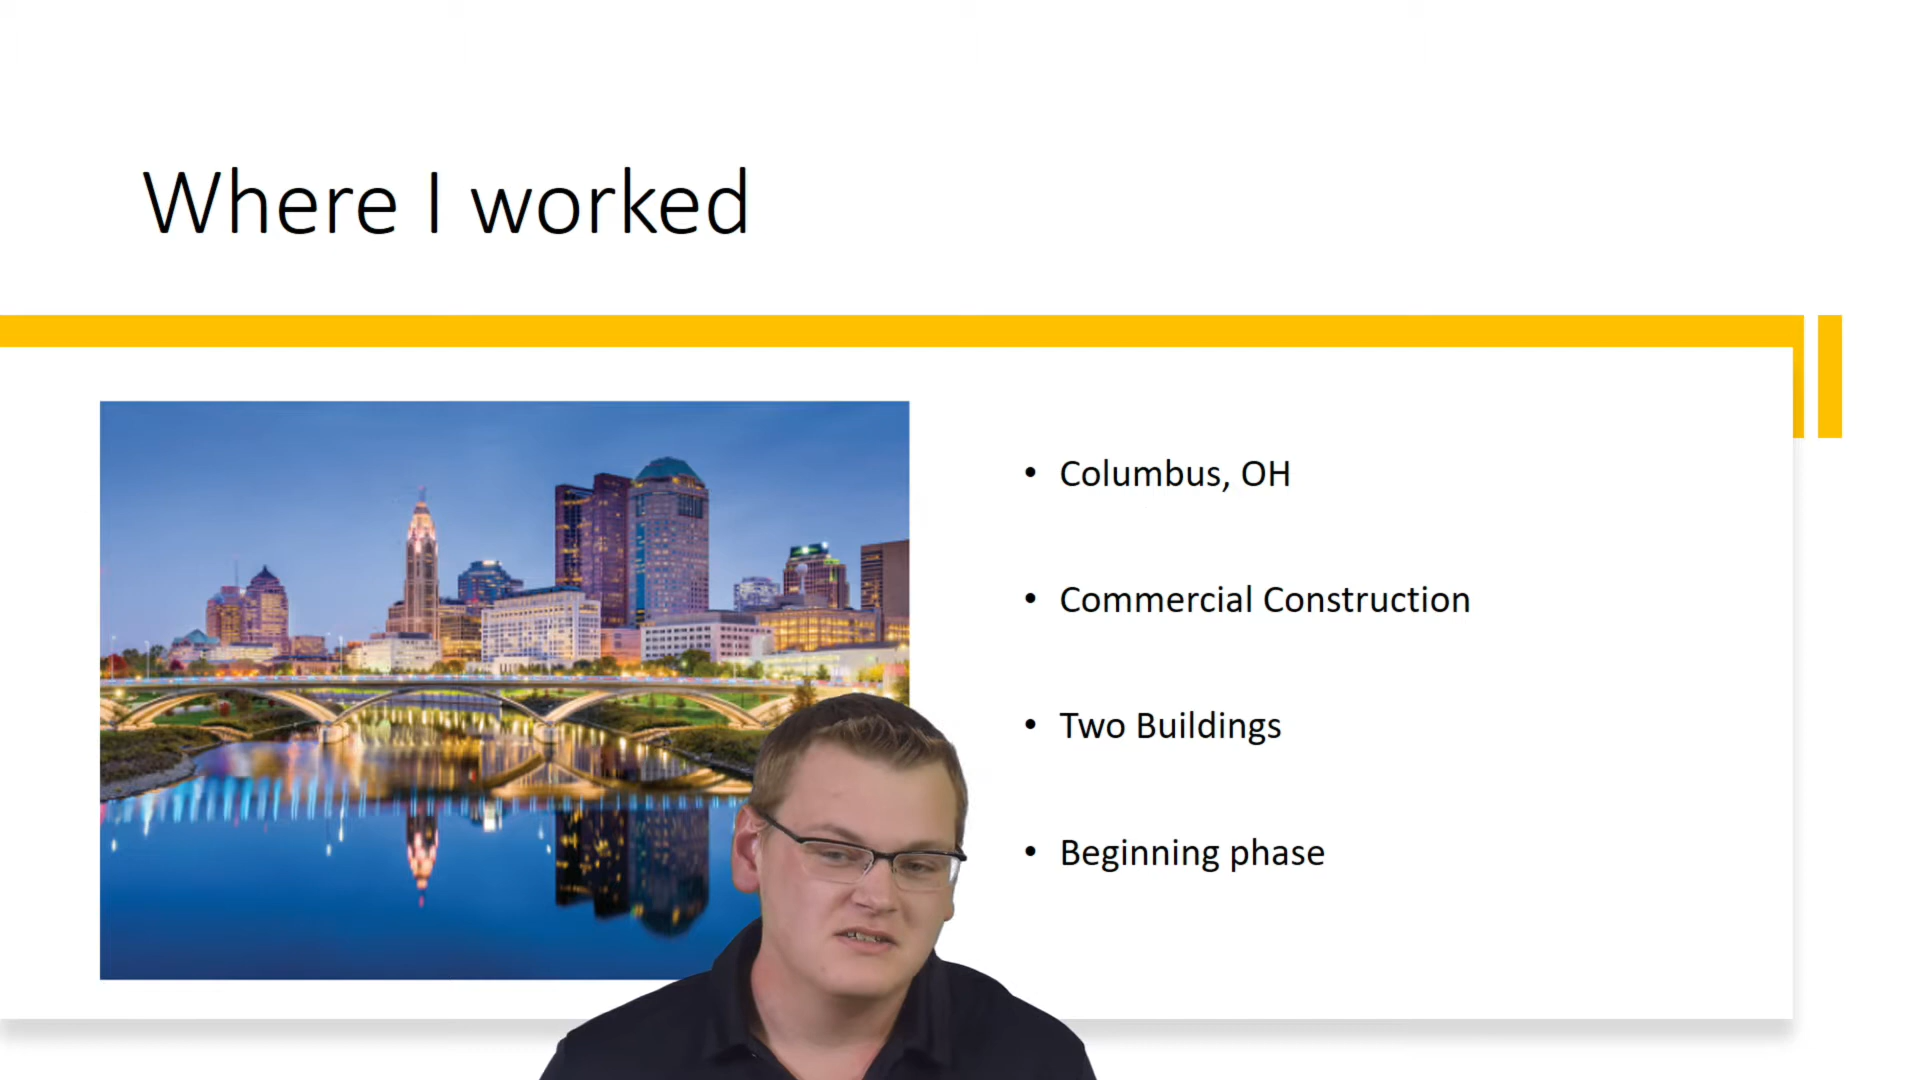 Where I worked
• Columbus, OH
• Commercial Construction
• Two Buildings
• Beginning phase